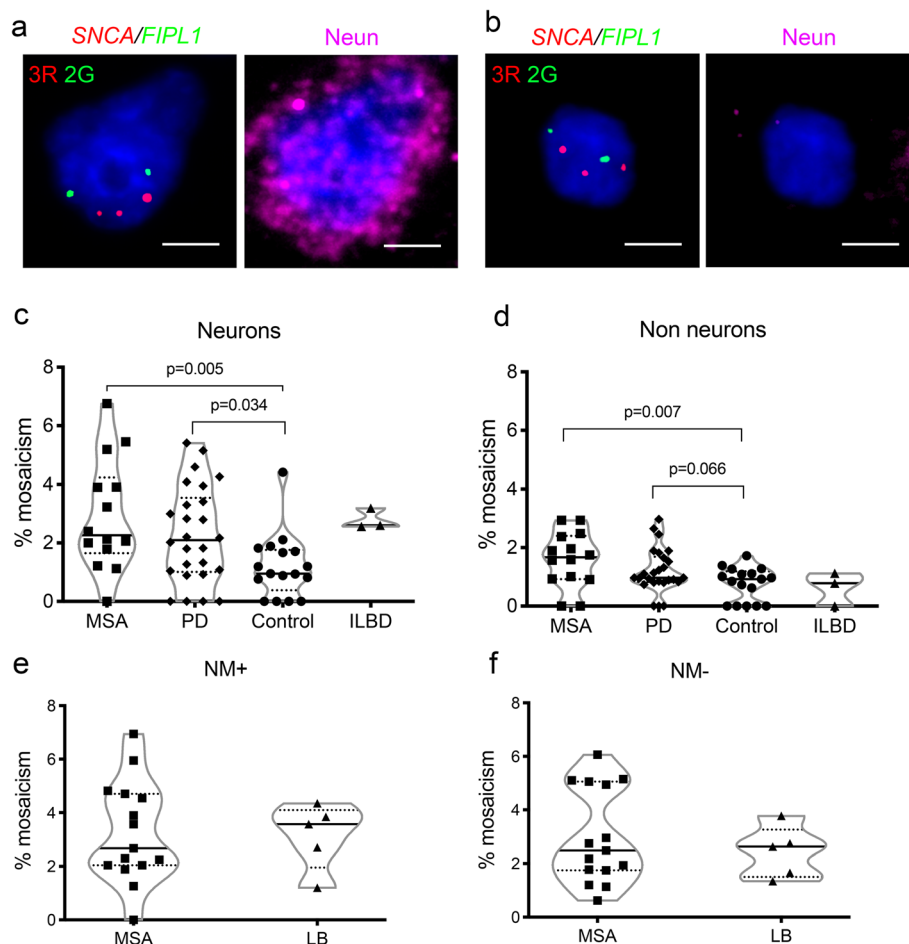 a
SNCA/FIPL1
Neun
3R 2G
b
SNCA/FIPL1
Neun
3R 2G
c
Neurons
8
6
4
2
0
% mosaicism
p=0.005
p=0.034
MSA
PD
Control
ILBD
d
Non neurons
8
6
4
2
0
% mosaicism
p=0.007
p=0.066
MSA
PD
Control
ILBD
e
NM+
8
6
4
2
0
% mosaicism
MSA
LB
f
NM-
8
6
4
2
0
% mosaicism
MSA
LB